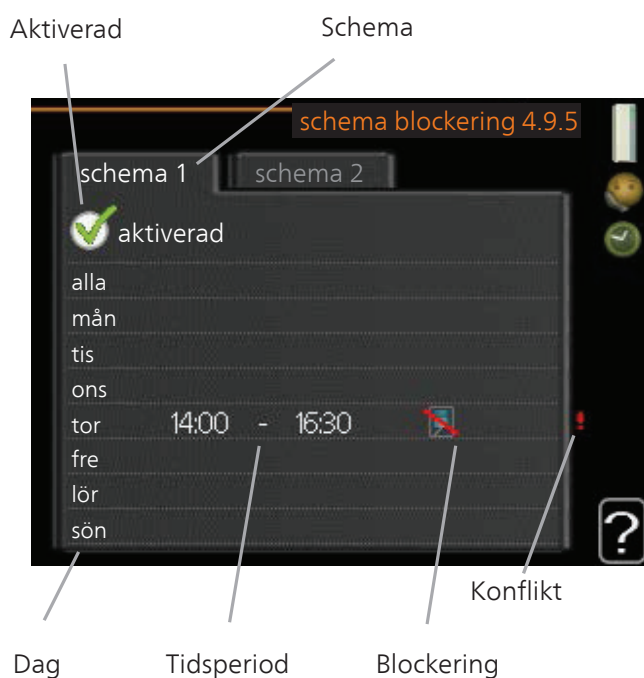 Aktiverad Schema
schema blockering 4.9.5
schema 1 schema 2
aktiverad
alla
mån
tis
ons
tor 14:00 - 16:30 !
fre
lör
sön
?
Konflikt
Dag Tidsperiod Blockering